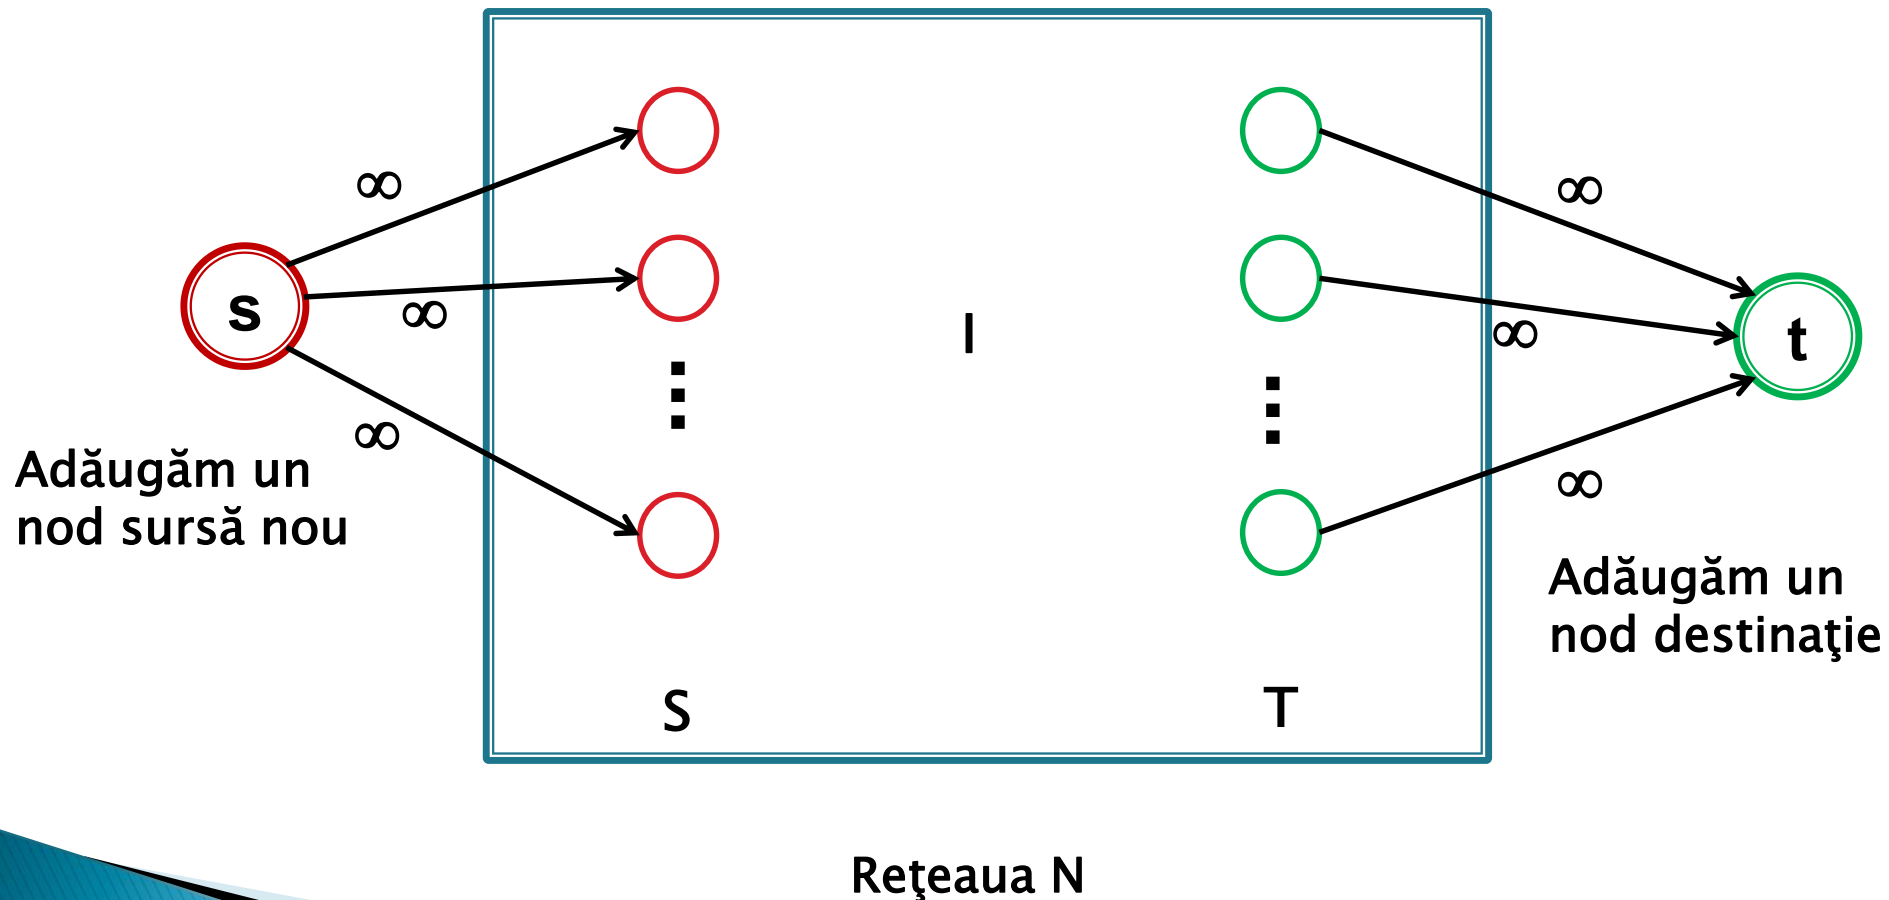 ∞
∞
s
∞
∞
I
∞
t
∞
∞
Adăugăm un
nod sursă nou
Adăugăm un
nod destinaţie
S
T
Reţeaua N